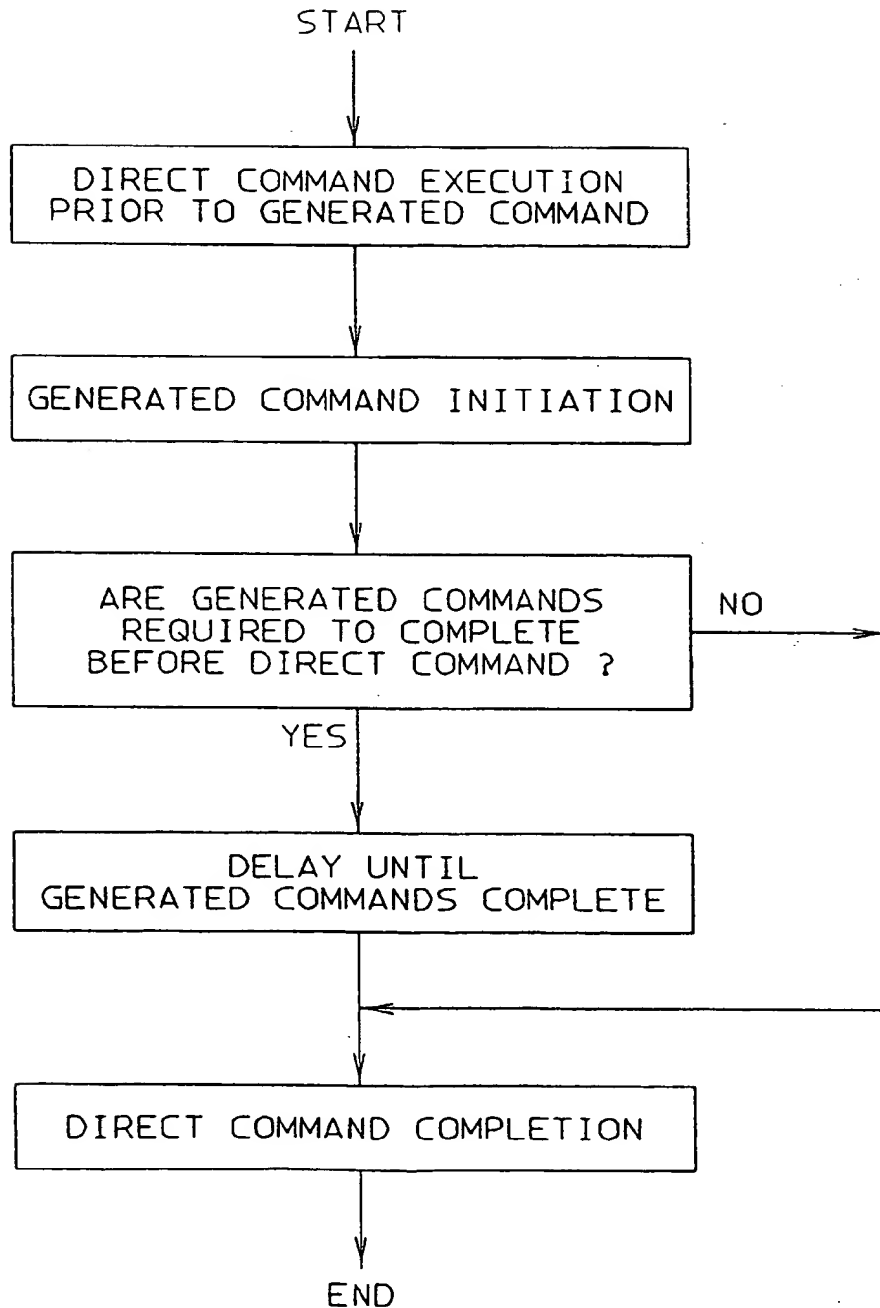 START
DIRECT COMMAND EXECUTION
PRIOR TO GENERATED COMMAND
GENERATED COMMAND INITIATION
ARE GENERATED COMMANDS
REQUIRED TO COMPLETE
BEFORE DIRECT COMMAND ?
NO
YES
DELAY UNTIL
GENERATED COMMANDS COMPLETE
DIRECT COMMAND COMPLETION
END